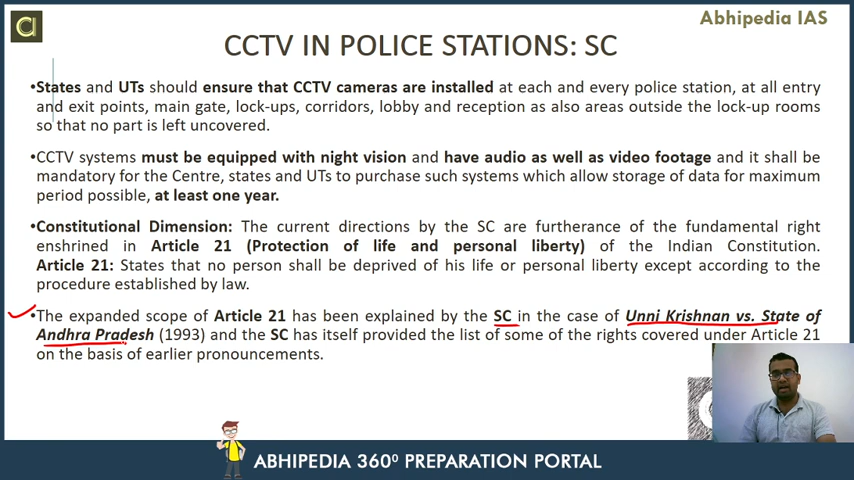 Abhipedia IAS
CCTV IN POLICE STATIONS: SC
•States and UTs should ensure that CCTV cameras are installed at each and every police station, at all entry
and exit points, main gate, lock-ups, corridors, lobby and reception as also areas outside the lock-up rooms
so that no part is left uncovered.
•CCTV systems must be equipped with night vision and have audio as well as video footage and it shall be
mandatory for the Centre, states and UTs to purchase such systems which allow storage of data for maximum
period possible, at least one year.
•Constitutional Dimension: The current directions by the SC are furtherance of the fundamental right
enshrined in Article 21 (Protection of life and personal liberty) of the Indian Constitution.
Article 21: States that no person shall be deprived of his life or personal liberty except according to the
procedure established by law.
•The expanded scope of Article 21 has been explained by the SC in the case of Unni Krishnan vs. State of
Andhra Pradesh (1993) and the SC has itself provided the list of some of the rights covered under Article 21
on the basis of earlier pronouncements.
ABHIPEDIA 360⁰ PREPARATION PORTAL